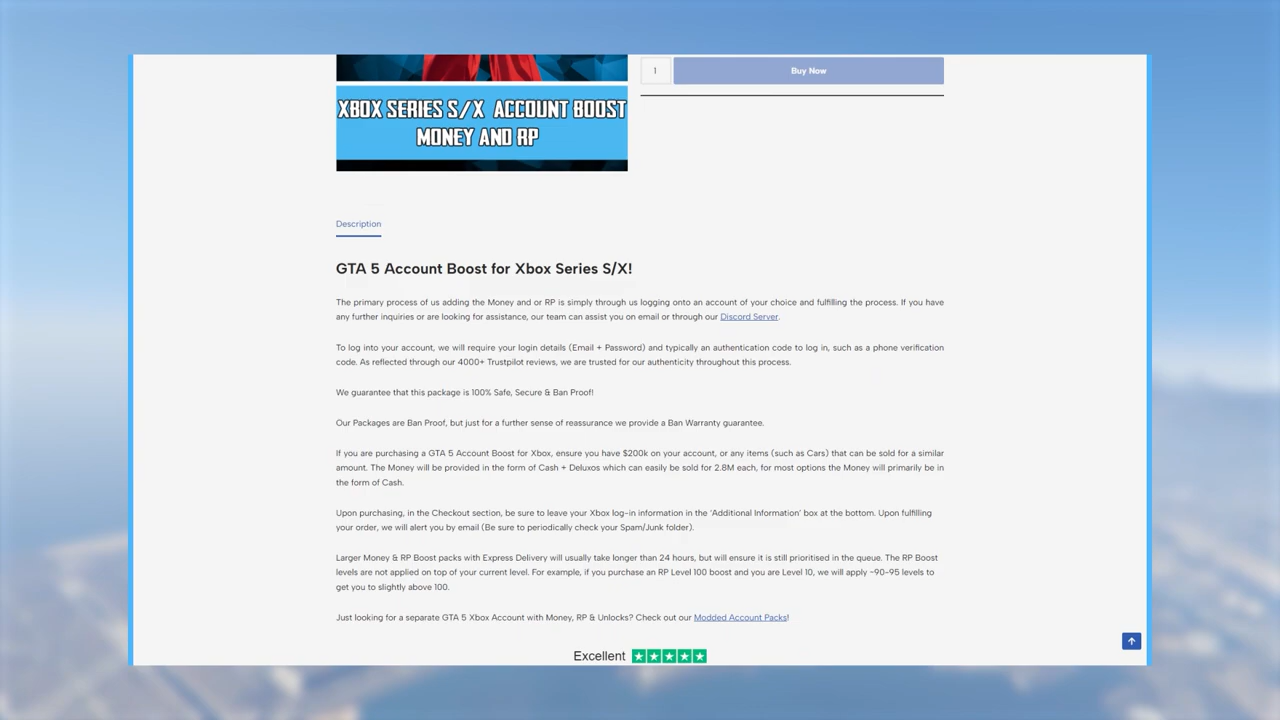 1
Buy Now
XBOX SERIES S/X ACCOUNT BOOST
MONEY AND RP
Description
GTA 5 Account Boost for Xbox Series S/X!
The primary process of us adding the Money and or RP is simply through us logging onto an account of your choice and fulfilling the process. If you have
any further inquiries or are looking for assistance, our team can assist you on email or through our Discord Server.
To log into your account, we will require your login details (Email + Password) and typically an authentication code to log in, such as a phone verification
code. As reflected through our 4000+ Trustpilot reviews, we are trusted for our authenticity throughout this process.
We guarantee that this package is 100% Safe, Secure & Ban Proof!
Our Packages are Ban Proof, but just for a further sense of reassurance we provide a Ban Warranty guarantee.
If you are purchasing a GTA 5 Account Boost for Xbox, ensure you have $200k on your account, or any items (such as Cars) that can be sold for a similar
amount. The Money will be provided in the form of Cash + Deluxos which can easily be sold for 2.8M each, for most options the Money will primarily be in
the form of Cash.
Upon purchasing, in the Checkout section, be sure to leave your Xbox log-in information in the 'Additional Information' box at the bottom. Upon fulfilling
your order, we will alert you by email (Be sure to periodically check your Spam/Junk folder).
Larger Money & RP Boost packs with Express Delivery will usually take longer than 24 hours, but will ensure it is still prioritised in the queue. The RP Boost
levels are not applied on top of your current level. For example, if you purchase an RP Level 100 boost and you are Level 10, we will apply ~90-95 levels to
get you to slightly above 100.
Just looking for a separate GTA 5 Xbox Account with Money, RP & Unlocks? Check out our Modded Account Packs!
Excellent